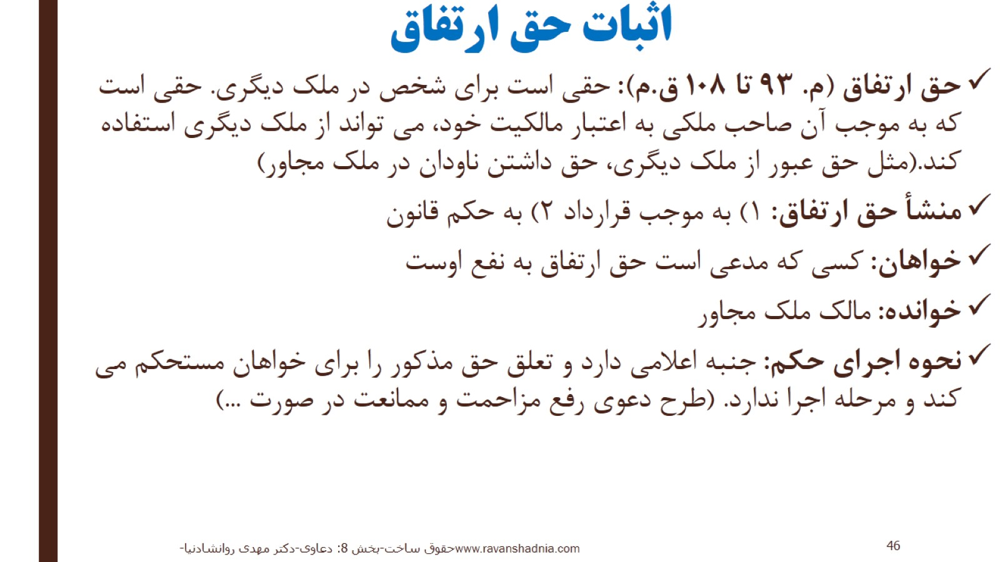 اثبات حق ارتفاق
✓ حق ارتفاق (م. ۹۳ تا ۱۰۸ ق.م): حقی است برای شخص در ملک دیگری. حقی است
که به موجب آن صاحب ملکی به اعتبار مالکیت خود، می تواند از ملک دیگری استفاده
کند.(مثل حق عبور از ملک دیگری، حق داشتن ناودان در ملک مجاور)
✓ منشأ حق ارتفاق: ۱) به موجب قرارداد ۲) به حکم قانون
✓ خواهان: کسی که مدعی است حق ارتفاق به نفع اوست
✓ خوانده: مالک ملک مجاور
✓ نحوه اجرای حکم: جنبه اعلامی دارد و تعلق حق مذکور را برای خواهان مستحکم می
کند و مرحله اجرا ندارد. (طرح دعوی رفع مزاحمت و ممانعت در صورت ...)
www.ravanshadnia.comحقوق ساخت-بخش 8: دعاوی-دکتر مهدی روانشادنیا-
46